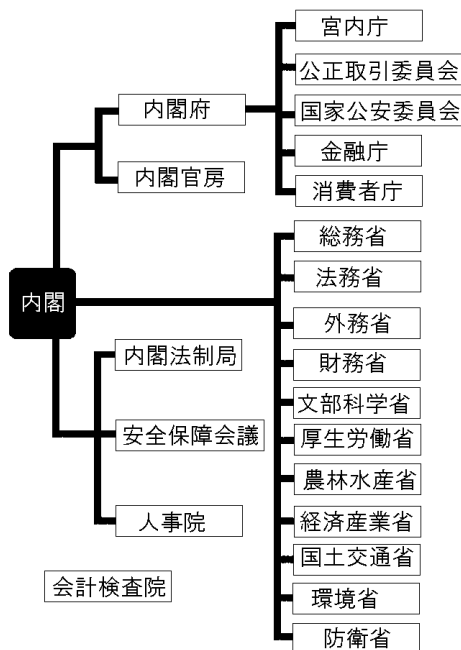 宮内庁
公正取引委員会
内閣府
国家公安委員会
金融庁
内閣官房
消費者庁
総務省
法務省
内閣
外務省
内閣法制局
財務省
文部科学省
安全保障会議
厚生労働省
農林水産省
人事院
経済産業省
国土交通省
会計検査院
環境省
防衛省